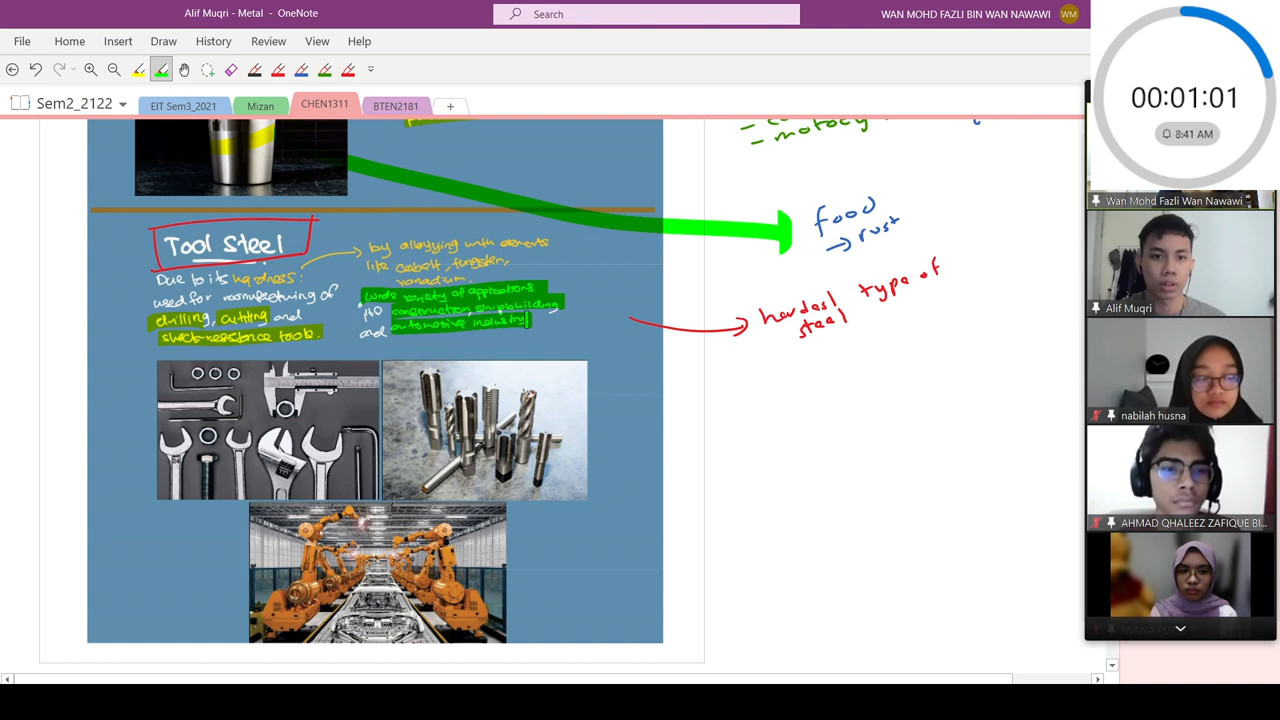 Alif Muqri - Metal - OneNote
Search
WAN MOHD FAZLI BIN WAN NAWAWI
WM
File
Home
Insert
Draw
History
Review
View
Help
Sem2_2122
EIT Sem3_2021
Mizan
CHEN1311
BTEN2181
+
00:01:01
8:41 AM
- motocy
food
→ rust
Tool Steel
Due to its hardness:
used for manufacturing of
drilling, cutting and
shock-resistance tools.
by alloying with elements
like cobalt, tungsten,
vanadium.
wide variety of applications
construction, shipbuilding
and automotive industry
hardest type of
steel
Wan Mohd Fazli Wan Nawawi
Alif Muqri
nabilah husna
AHMAD QHALEEZ ZAFIQUE BI...